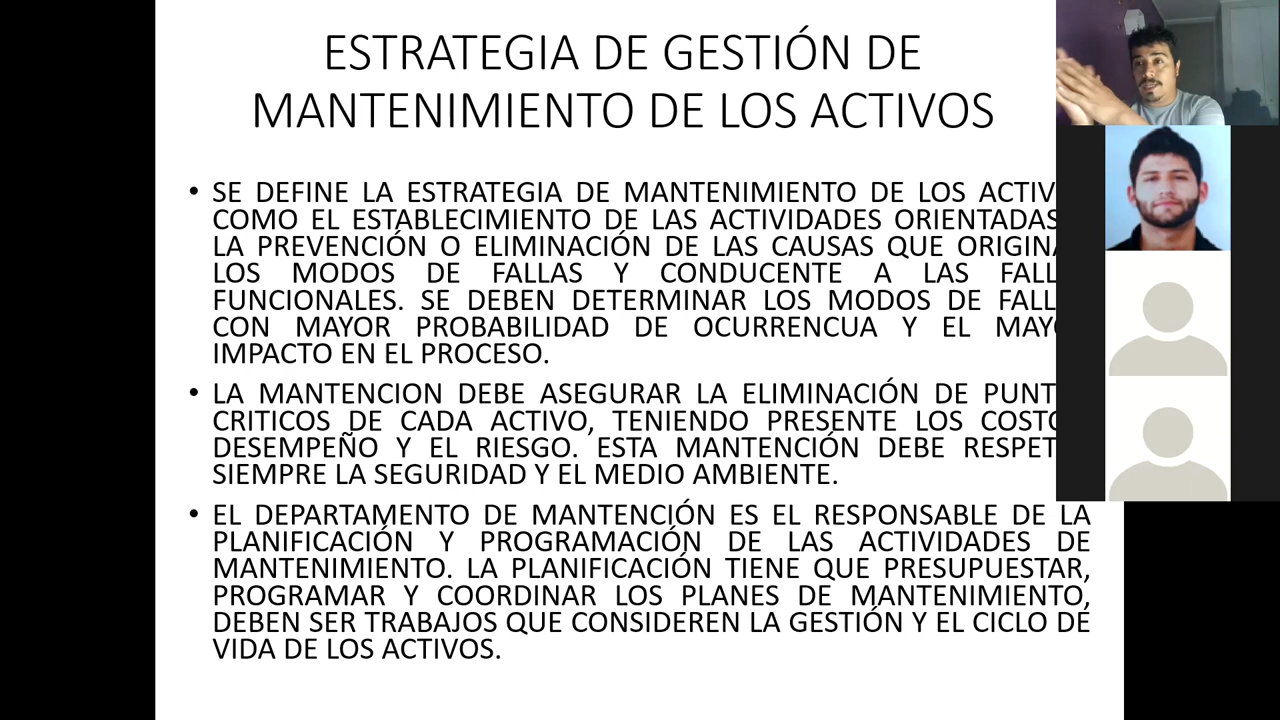 ESTRATEGIA DE GESTIÓN DE
MANTENIMIENTO DE LOS ACTIVOS
• SE DEFINE LA ESTRATEGIA DE MANTENIMIENTO DE LOS
COMO EL ESTABLECIMIENTO DE LAS ACTIVIDADES ORIENTADAS
LA PREVENCIÓN O ELIMINACIÓN DE LAS CAUSAS QUE
LOS MODOS DE FALLAS Y CONDUCENTE A LAS
FUNCIONALES. SE DEBEN DETERMINAR LOS MODOS DE
CON MAYOR PROBABILIDAD DE OCURRENCUA Y EL
IMPACTO EN EL PROCESO.
• LA MANTENCION DEBE ASEGURAR LA ELIMINACIÓN DE
CRITICOS DE CADA ACTIVO, TENIENDO PRESENTE LOS
DESEMPEÑO Y EL RIESGO. ESTA MANTENCIÓN DEBE
SIEMPRE LA SEGURIDAD Y EL MEDIO AMBIENTE.
• EL DEPARTAMENTO DE MANTENCIÓN ES EL RESPONSABLE DE LA
PLANIFICACIÓN Y PROGRAMACIÓN DE LAS ACTIVIDADES DE
MANTENIMIENTO. LA PLANIFICACIÓN TIENE QUE PRESUPUESTAR,
PROGRAMAR Y COORDINAR LOS PLANES DE MANTENIMIENTO,
DEBEN SER TRABAJOS QUE CONSIDEREN LA GESTIÓN Y EL CICLO DE
VIDA DE LOS ACTIVOS.